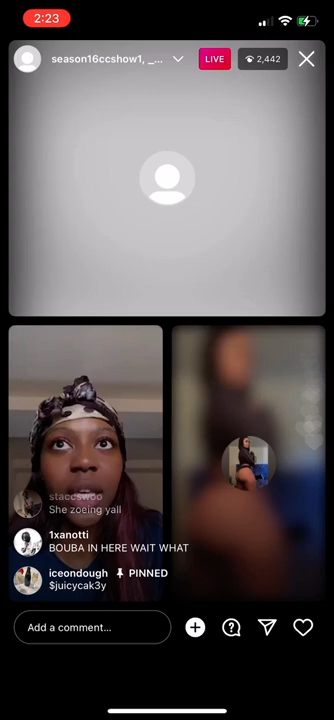 2:23
season16ccshow1, _...
LIVE
2,442
staccswoo
She zoeing yall
1xanotti
BOUBA IN HERE WAIT WHAT
iceondough PINNED
$juicycak3y
Add a comment...